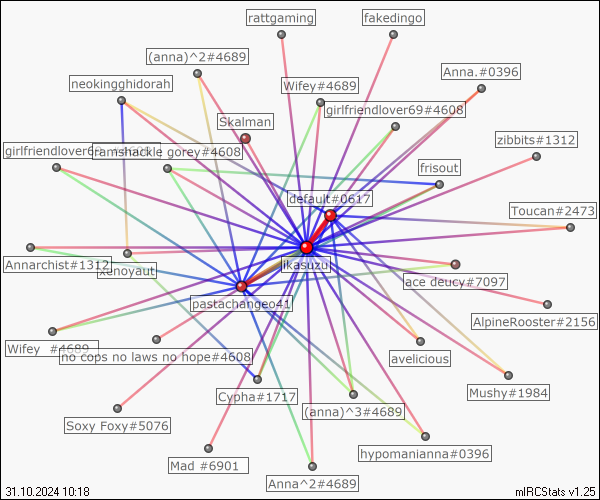 rattgaming
fakedingo
(anna)^2#4689
Anna.#0396
neokingghidorah
Wifey#4689
girlfriendlover69#4608
Skalman
zibbits#1312
girlfriendlover6
ramshackle gorey#4608
frisout
default#0617
Toucan#2473
Annarchist#1312
xenoyaut
ikasuzu
ace deucy#7097
pastachangeo41
AlpineRooster#2156
Wifey #4689
no cops no laws no hope#4608
avelicious
Cypha#1717
Mushy#1984
(anna)^3#4689
Soxy Foxy#5076
hypomanianna#0396
Mad #6901
Anna^2#4689
31.10.2024 10:18
mIRCStats v1.25